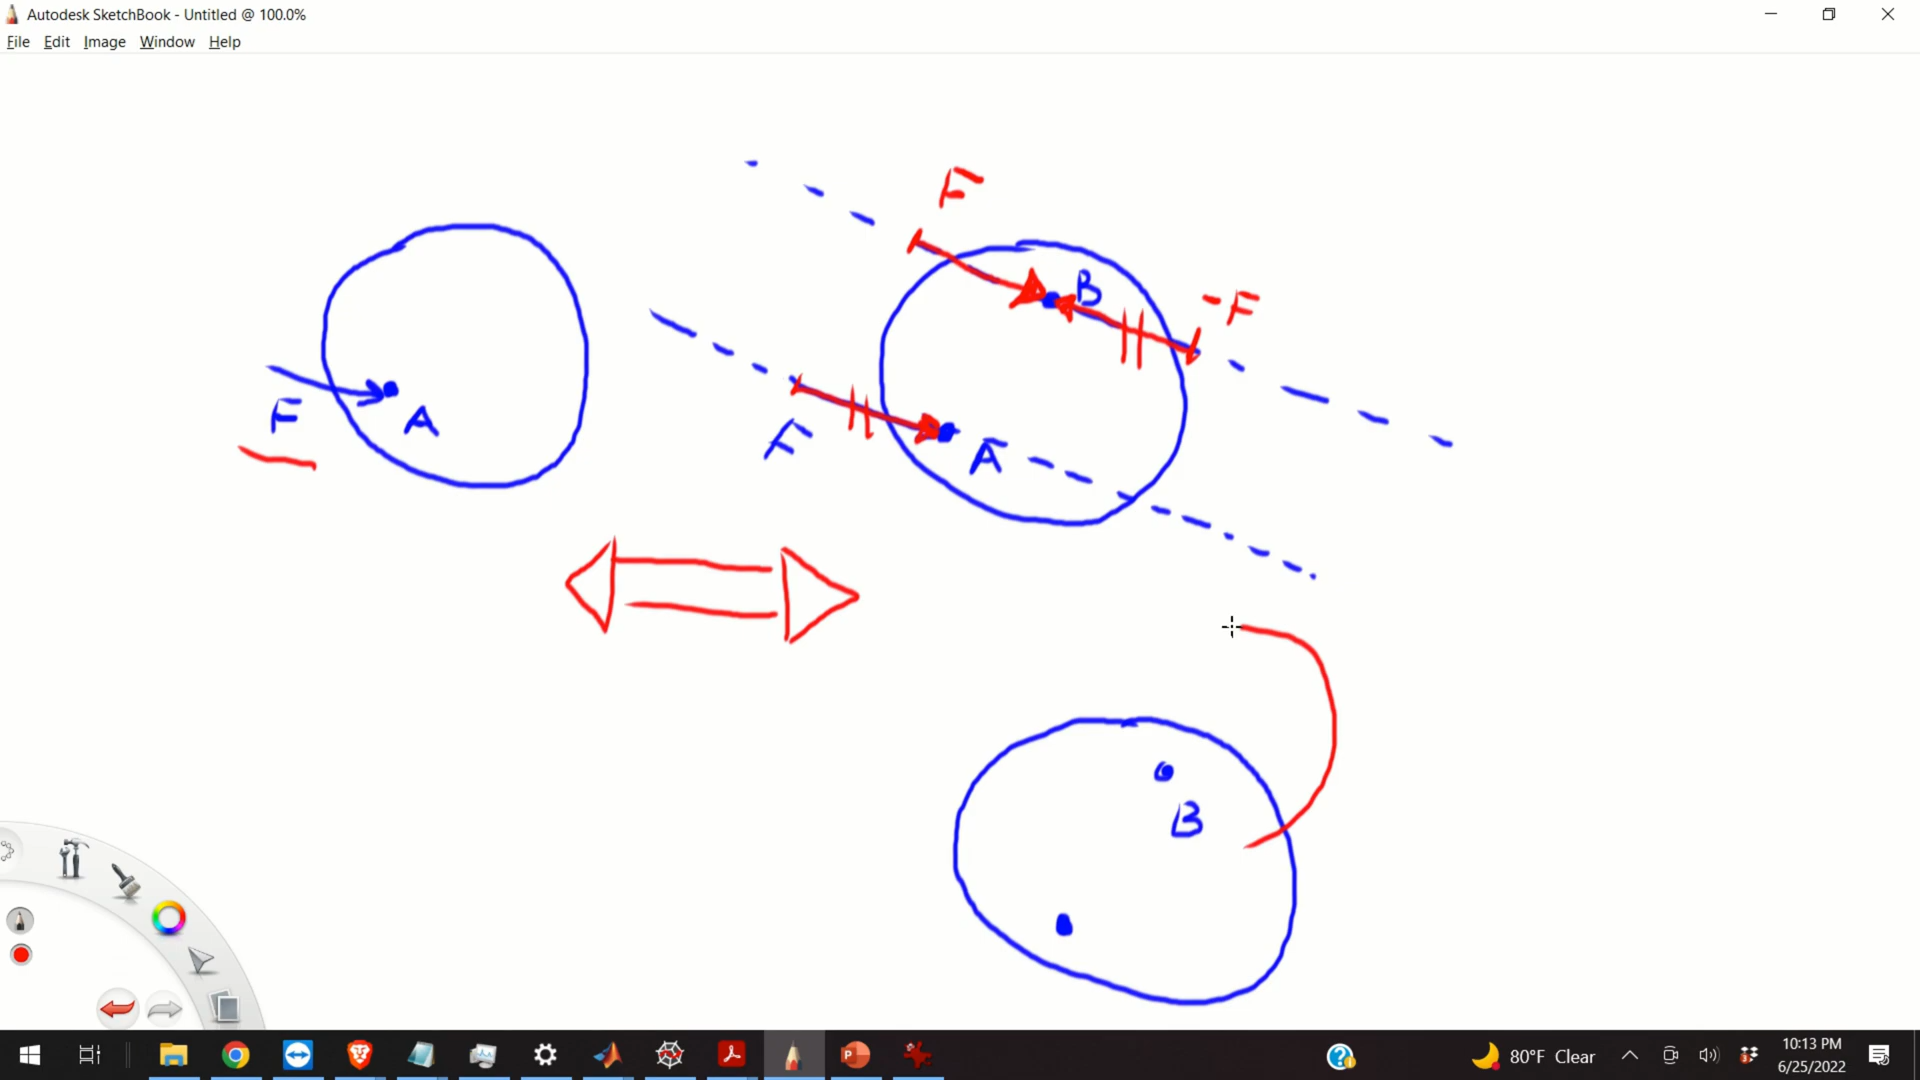 Autodesk SketchBook - Untitled @ 100.0%
File Edit Image Window Help
F
B
-F
F
A
F
A
B
80°F Clear
10:13 PM
6/25/2022